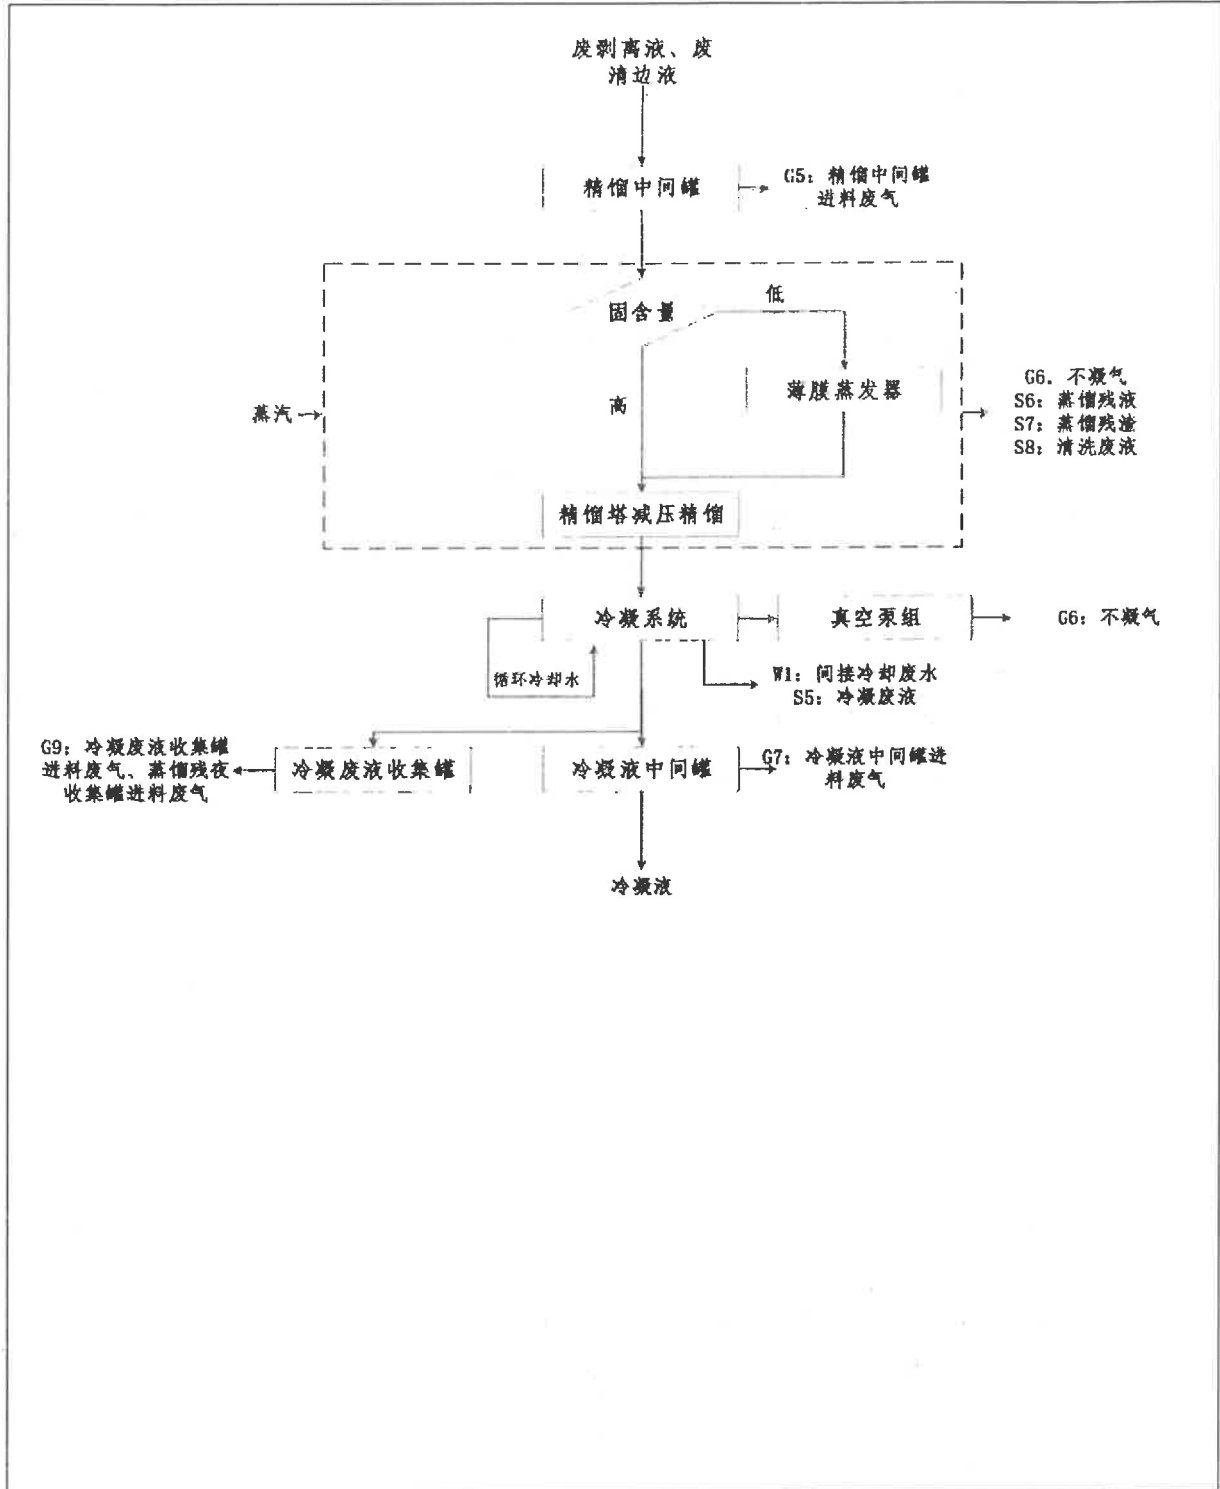 废剥离液、废
清边液
精馏中间罐
G5：精馏中间罐
进料废气
固含量
低
高
薄膜蒸发器
蒸汽
G6. 不凝气
S6：蒸馏残液
S7：蒸馏残渣
S8：清洗废液
精馏塔减压精馏
冷凝系统
真空泵组
G6：不凝气
循环冷却水
W1：间接冷却废水
S5：冷凝废液
G9：冷凝废液收集罐
进料废气、蒸馏残夜
收集罐进料废气
冷凝废液收集罐
冷凝液中间罐
G7：冷凝液中间罐进
料废气
冷凝液